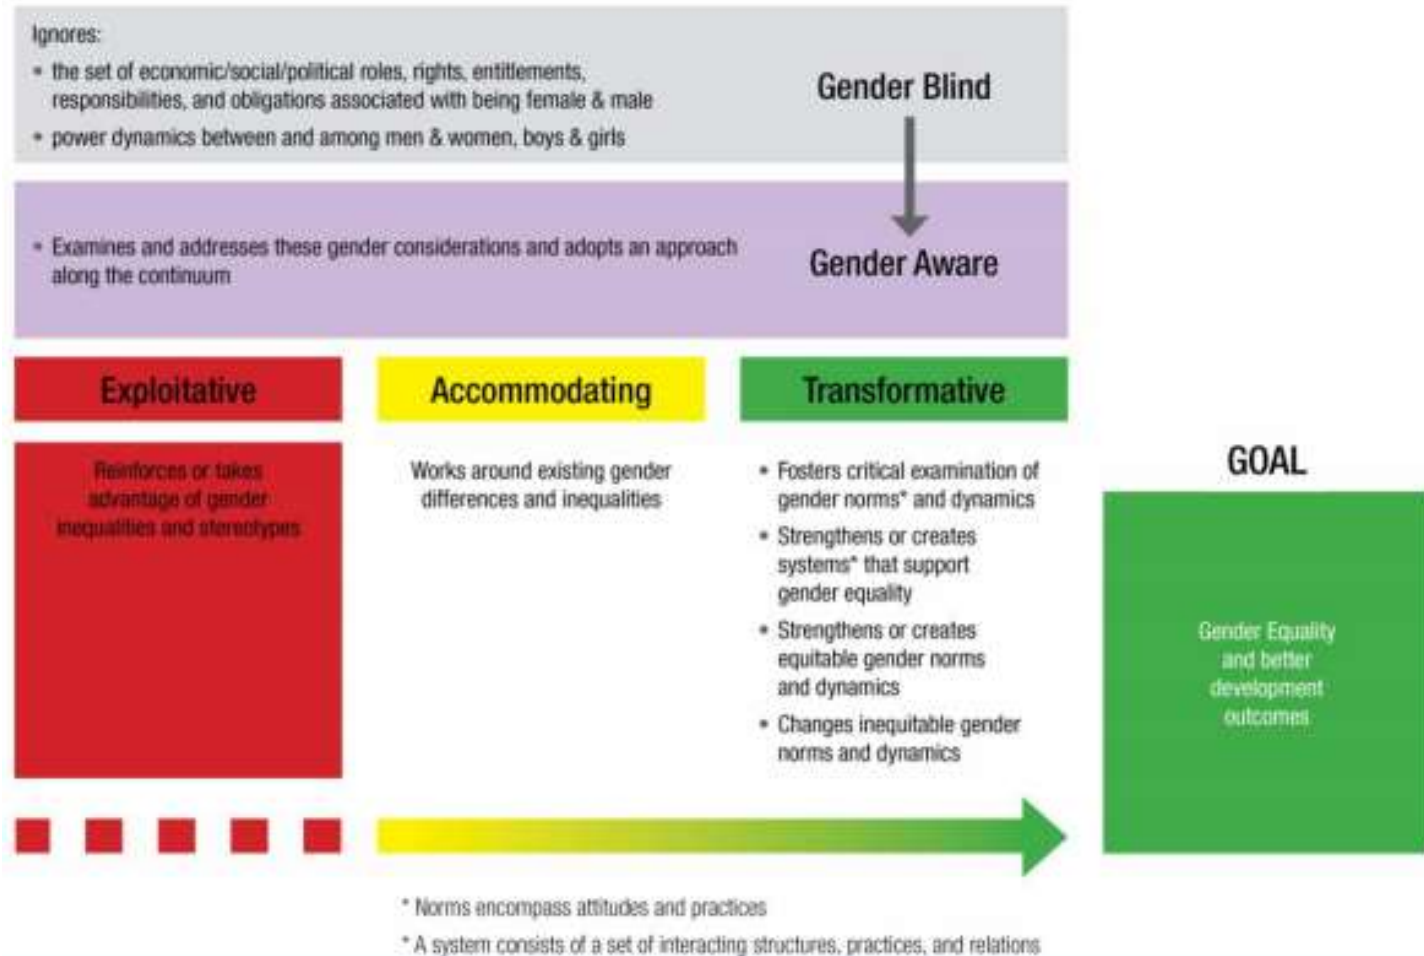 Ignores:
• the set of economic/social/political roles, rights, entitlements,
responsibilities, and obligations associated with being female & male
• power dynamics between and among men & women, boys & girls
Gender Blind
• Examines and addresses these gender considerations and adopts an approach
along the continuum
Gender Aware
Exploitative
Reinforces or takes
advantage of gender
inequalities and stereotypes
Accommodating
Works around existing gender
differences and inequalities
Transformative
• Fosters critical examination of
gender norms* and dynamics
• Strengthens or creates
systems* that support
gender equality
• Strengthens or creates
equitable gender norms
and dynamics
• Changes inequitable gender
norms and dynamics
GOAL
Gender Equality
and better
development
outcomes
* Norms encompass attitudes and practices
* A system consists of a set of interacting structures, practices, and relations